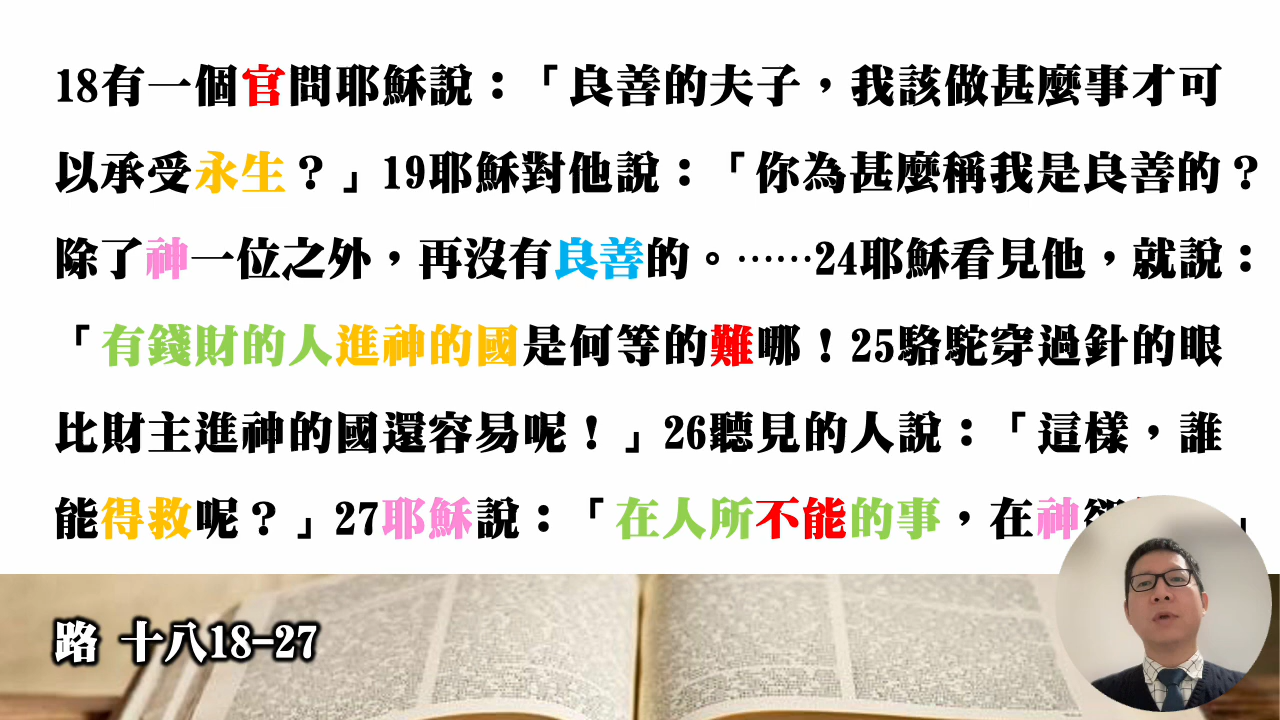 18有一個官問耶穌說：「良善的夫子，我該做甚麼事才可
以承受永生？」19耶穌對他說：「你為甚麼稱我是良善的？
除了神一位之外，再沒有良善的。……24耶穌看見他，就說：
「有錢財的人進神的國是何等的難哪！25駱駝穿過針的眼
比財主進神的國還容易呢！」26聽見的人說：「這樣，誰
能得救呢？」27耶穌說：「在人所不能的事，在神」
路 十八18-27